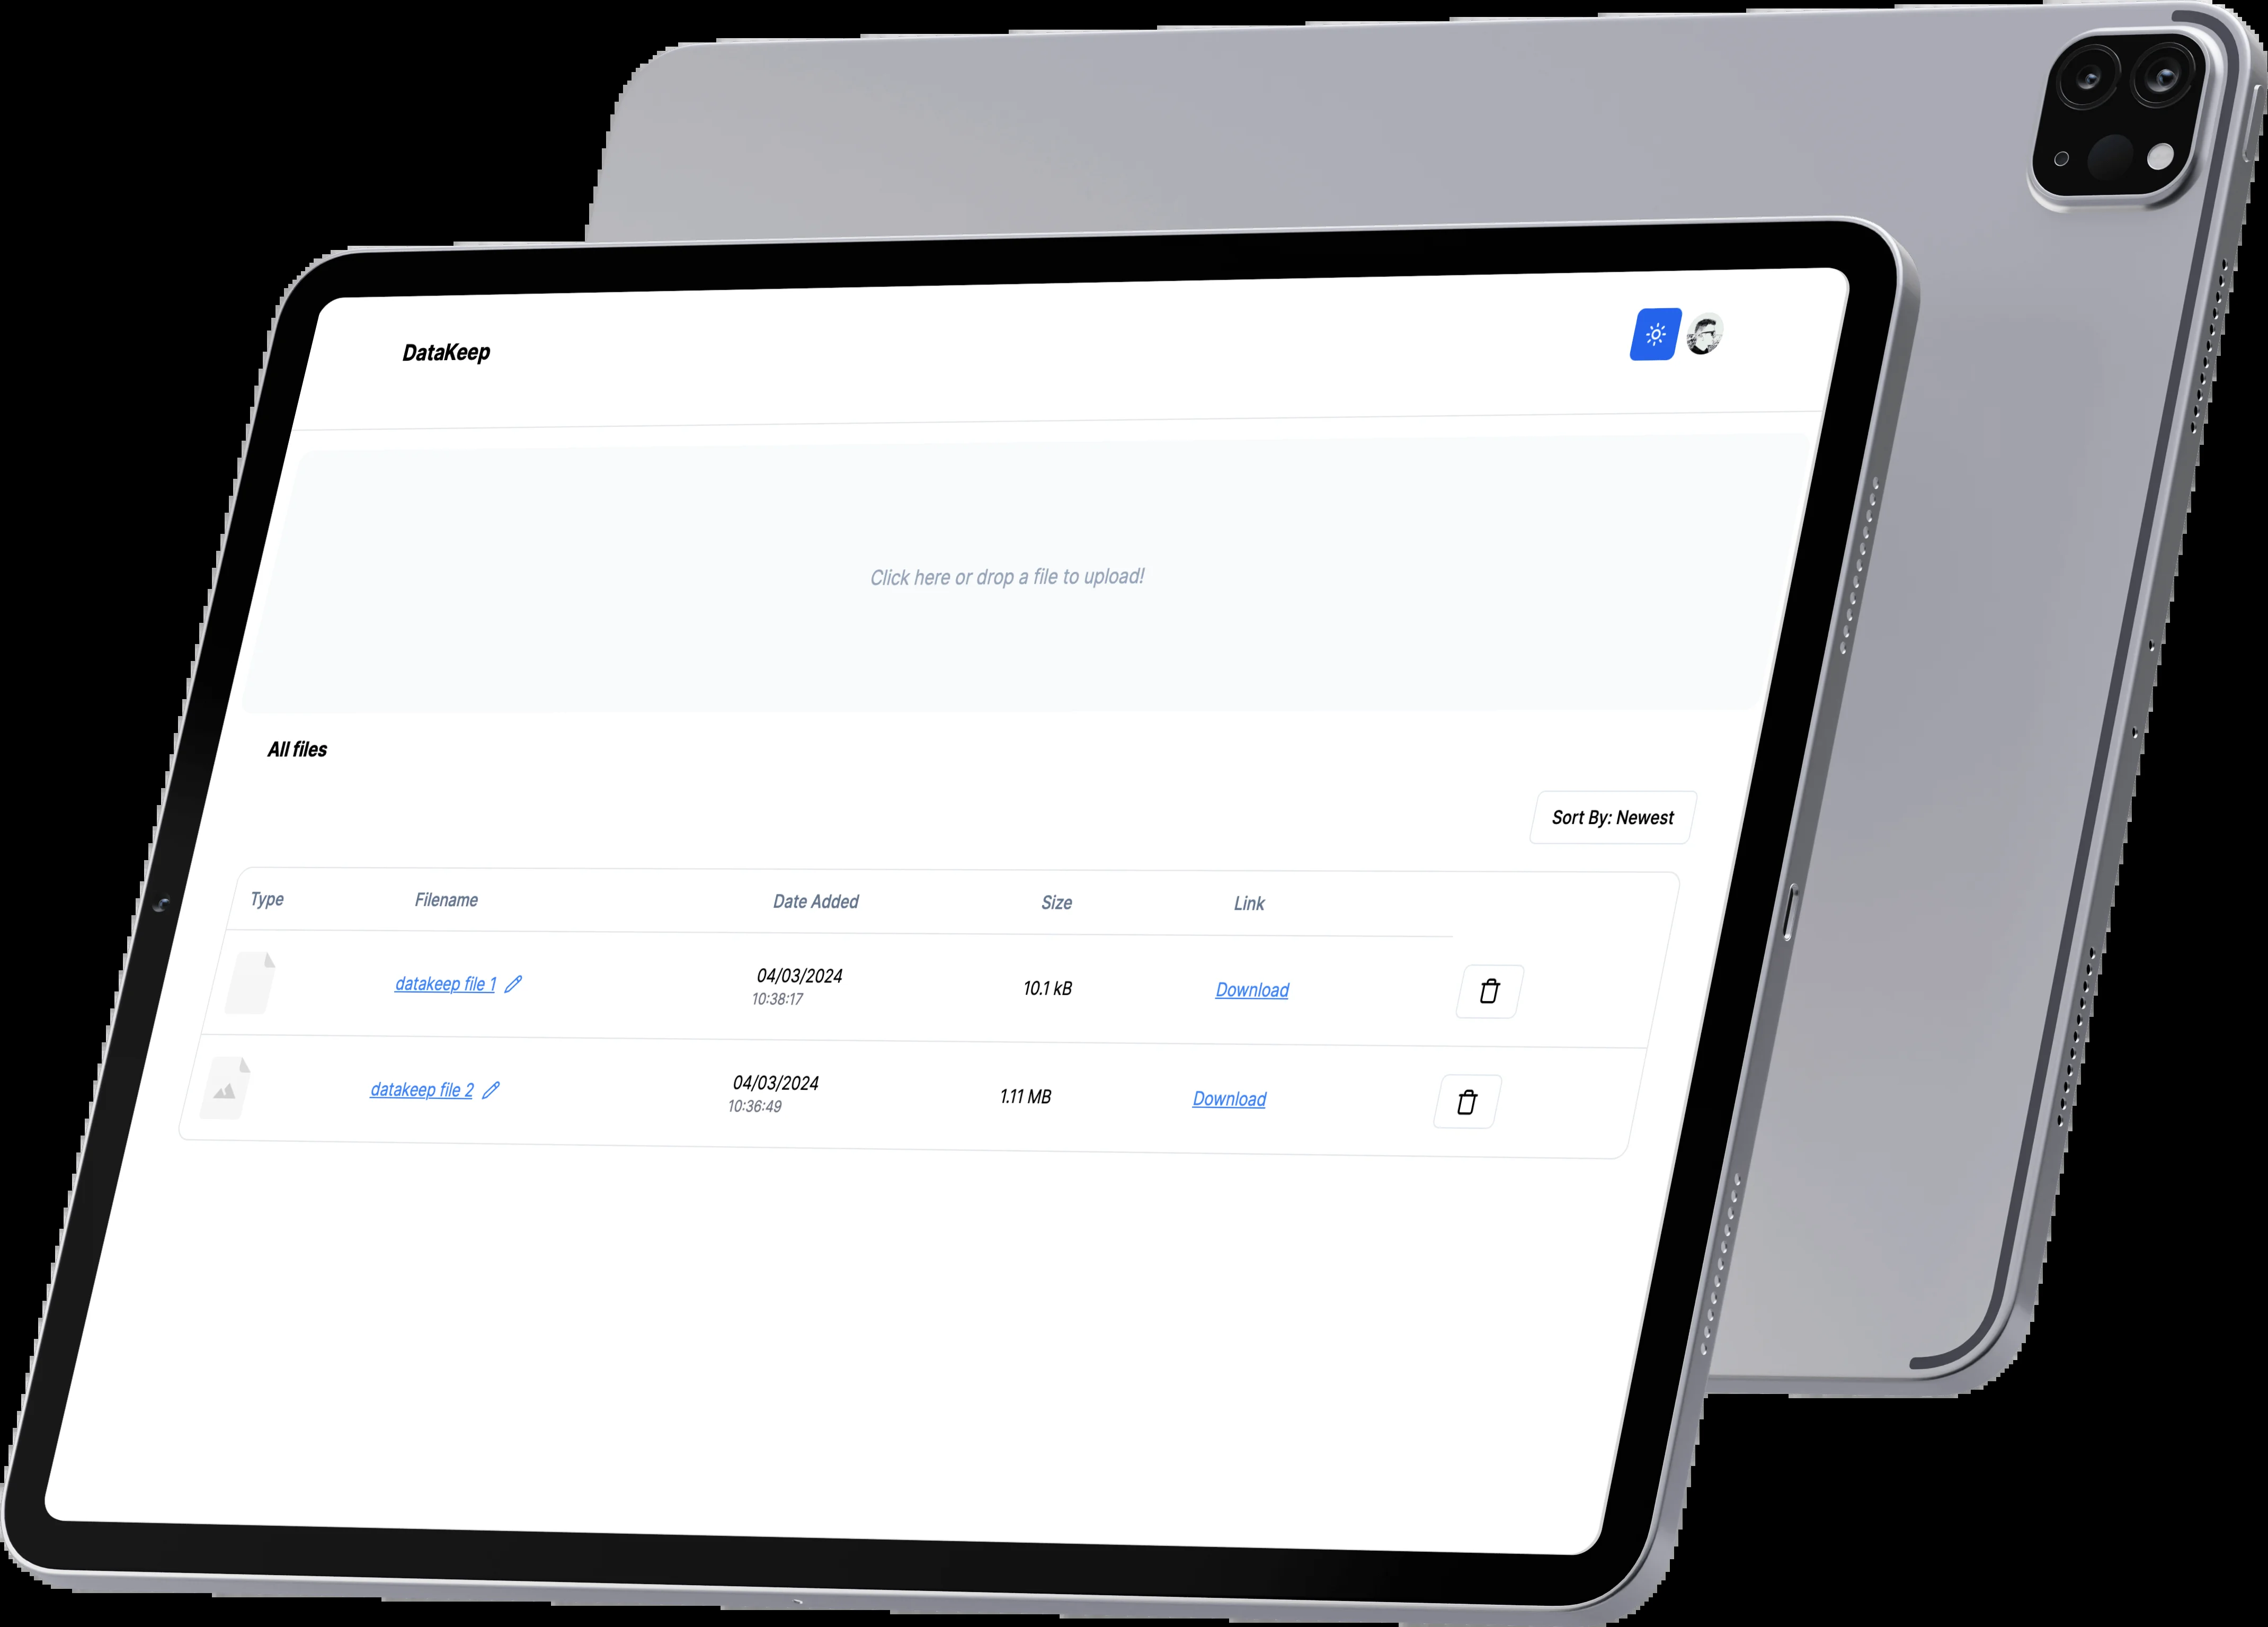 DataKeep
Click here or drop a file to upload!
All files
Sort By: Newest
Type Filename Date Added Size Link
datakeep file 1 04/03/2024 10.1 kB Download
10:38:17
datakeep file 2 04/03/2024 1.11 MB Download
10:36:49